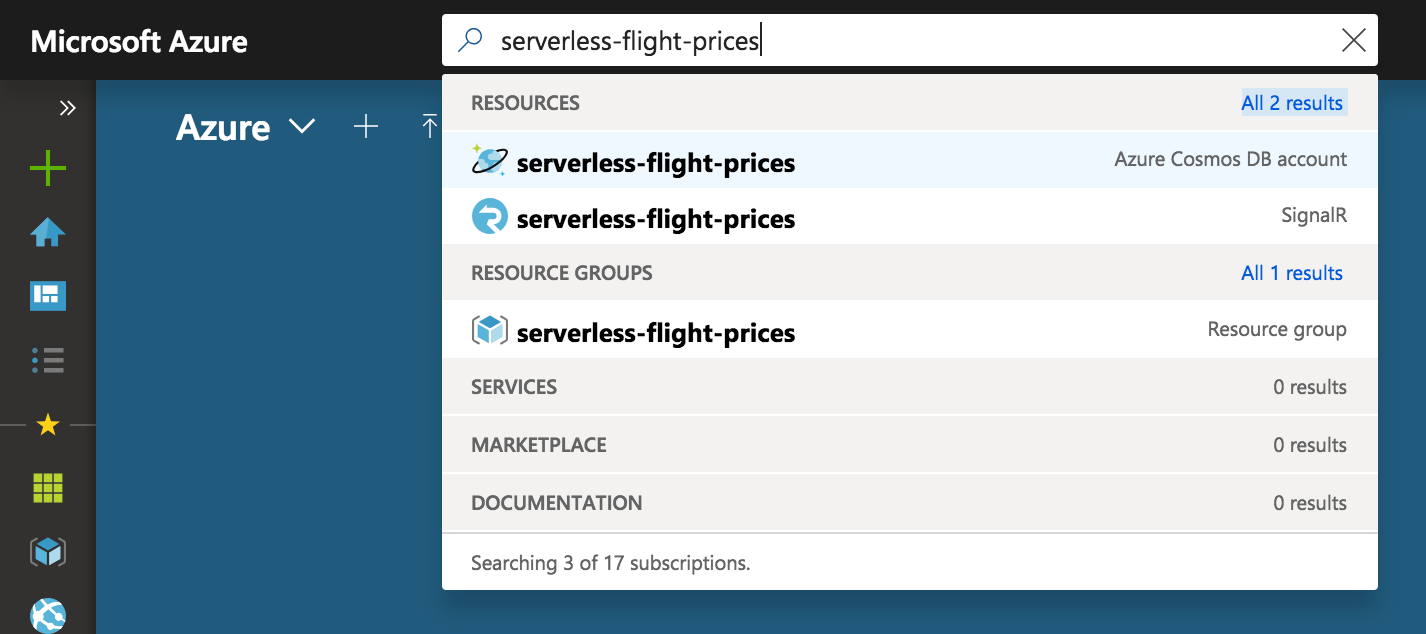 Microsoft Azure
serverless-flight-prices
Azure
RESOURCES All 2 results
serverless-flight-prices Azure Cosmos DB account
serverless-flight-prices SignalR
RESOURCE GROUPS All 1 results
serverless-flight-prices Resource group
SERVICES 0 results
MARKETPLACE 0 results
DOCUMENTATION 0 results
Searching 3 of 17 subscriptions.